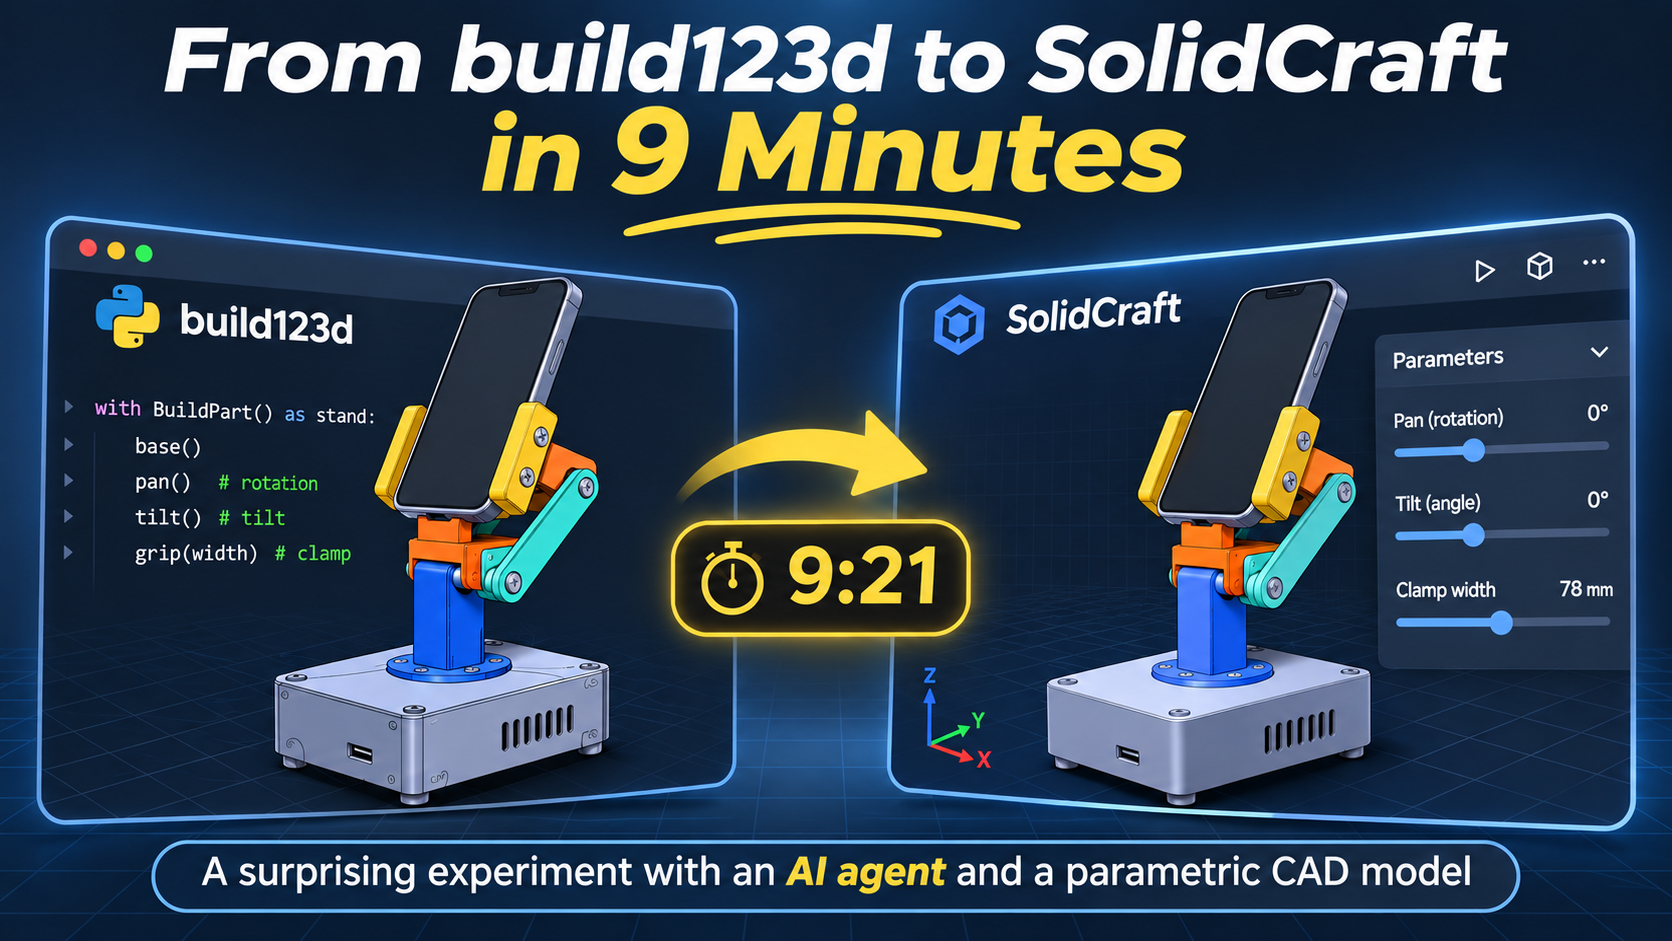 From build123d to SolidCraft
in 9 Minutes
build123d
with BuildPart() as stand:
base()
pan() # rotation
tilt() # tilt
grip(width) # clamp
9:21
SolidCraft
Parameters
Pan (rotation) 0°
Tilt (angle) 0°
Clamp width 78 mm
Z
Y
X
A surprising experiment with an AI agent and a parametric CAD model